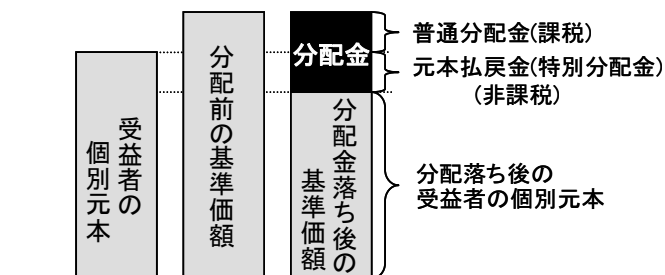 受益者の
個別元本
分配前の基準価額
分配金
分配金落ち後の
基準価額
普通分配金(課税)
元本払戻金(特別分配金)
(非課税)
分配落ち後の
受益者の個別元本